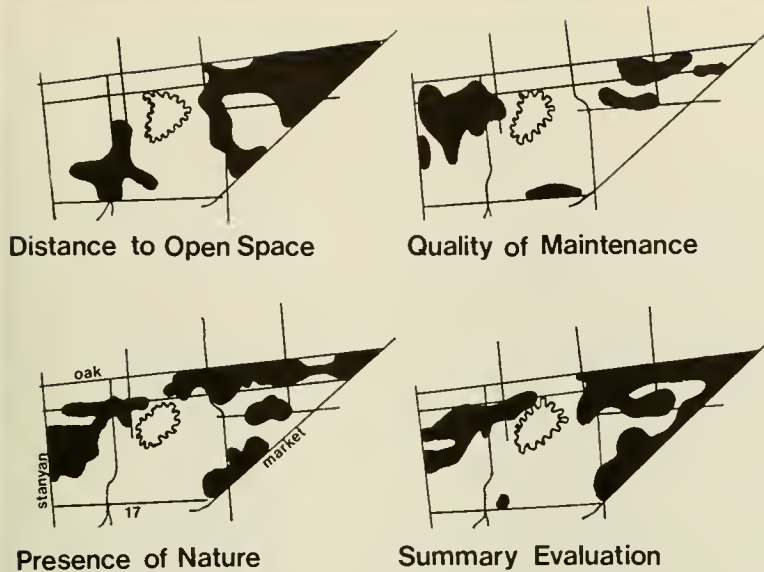 Distance to Open Space
Quality of Maintenance
oak
stanyan
17
market
Presence of Nature
Summary Evaluation